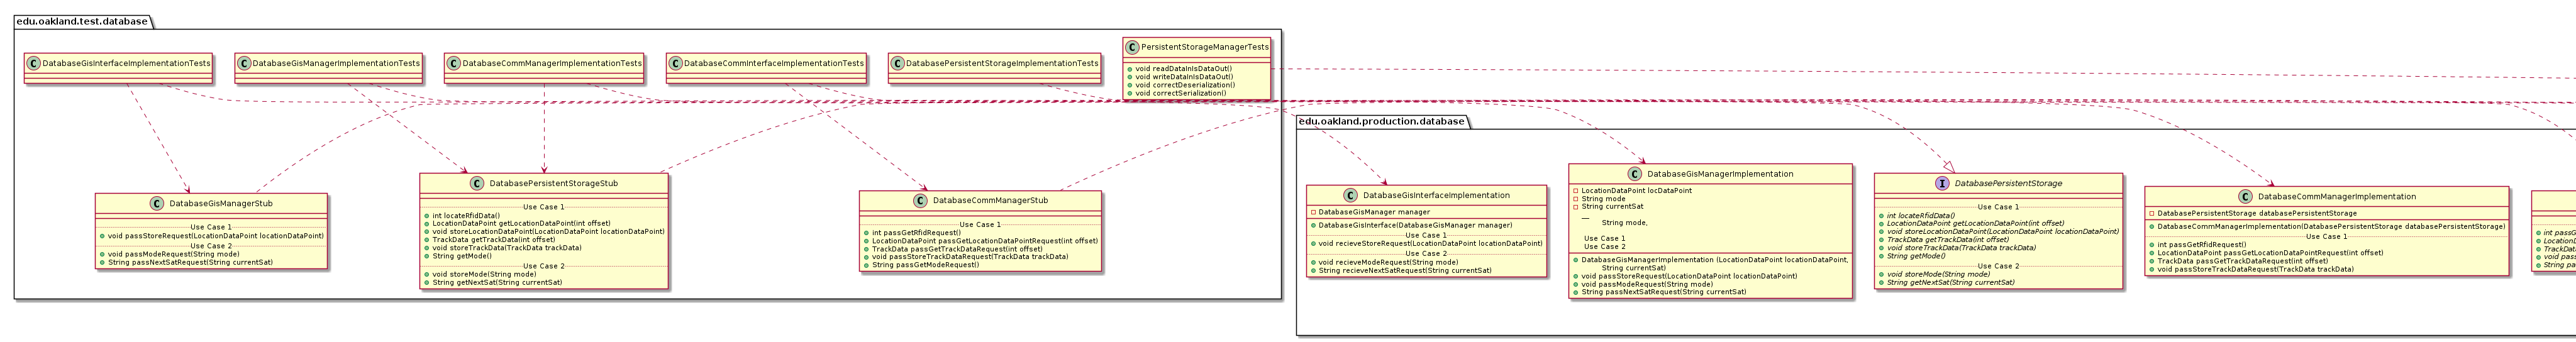 edu.oakland.test.database
DatabaseGisInterfaceImplementationTests
DatabaseGisManagerImplementationTests
DatabaseCommManagerImplementationTests
DatabaseCommInterfaceImplementationTests
DatabasePersistentStorageImplementationTests
PersistentStorageManagerTests
void readDataInIsDataOut()
void writeDataInIsDataOut()
void correctDeserialization()
void correctSerialization()
DatabaseGisManagerStub
Use Case 1
void passStoreRequest(LocationDataPoint locationDataPoint)
Use Case 2
void passModeRequest(String mode)
String passNextSatRequest(String currentSat)
DatabasePersistentStorageStub
Use Case 1
int locateRfidData()
LocationDataPoint getLocationDataPoint(int offset)
void storeLocationDataPoint(LocationDataPoint locationDataPoint)
TrackData getTrackData(int offset)
void storeTrackData(TrackData trackData)
String getMode()
Use Case 2
void storeMode(String mode)
String getNextSat(String currentSat)
DatabaseCommManagerStub
Use Case 1
int passGetRfidRequest()
LocationDataPoint passGetLocationDataPointRequest(int offset)
TrackData passGetTrackDataRequest(int offset)
void passStoreTrackDataRequest(TrackData trackData)
String passGetModeRequest()
edu.oakland.production.database
DatabaseGisInterfaceImplementation
DatabaseGisManager manager
DatabaseGisInterface(DatabaseGisManager manager)
Use Case 1
void recieveStoreRequest(LocationDataPoint locationDataPoint)
Use Case 2
void recieveModeRequest(String mode)
String recieveNextSatRequest(String currentSat)
DatabaseGisManagerImplementation
LocationDataPoint locDataPoint
String mode
String currentSat
__
String mode,
Use Case 1
Use Case 2
DatabaseGisManagerImplementation (LocationDataPoint locationDataPoint,
String currentSat)
void passStoreRequest(LocationDataPoint locationDataPoint)
void passModeRequest(String mode)
String passNextSatRequest(String currentSat)
DatabasePersistentStorage
Use Case 1
int locateRfidData()
LocationDataPoint getLocationDataPoint(int offset)
void storeLocationDataPoint(LocationDataPoint locationDataPoint)
TrackData getTrackData(int offset)
void storeTrackData(TrackData trackData)
String getMode()
Use Case 2
void storeMode(String mode)
String getNextSat(String currentSat)
DatabaseCommManagerImplementation
DatabasePersistentStorage databasePersistentStorage
DatabaseCommManagerImplementation(DatabasePersistentStorage databasePersistentStorage)
Use Case 1
int passGetRfidRequest()
LocationDataPoint passGetLocationDataPointRequest(int offset)
TrackData passGetTrackDataRequest(int offset)
void passStoreTrackDataRequest(TrackData trackData)
int
void
String